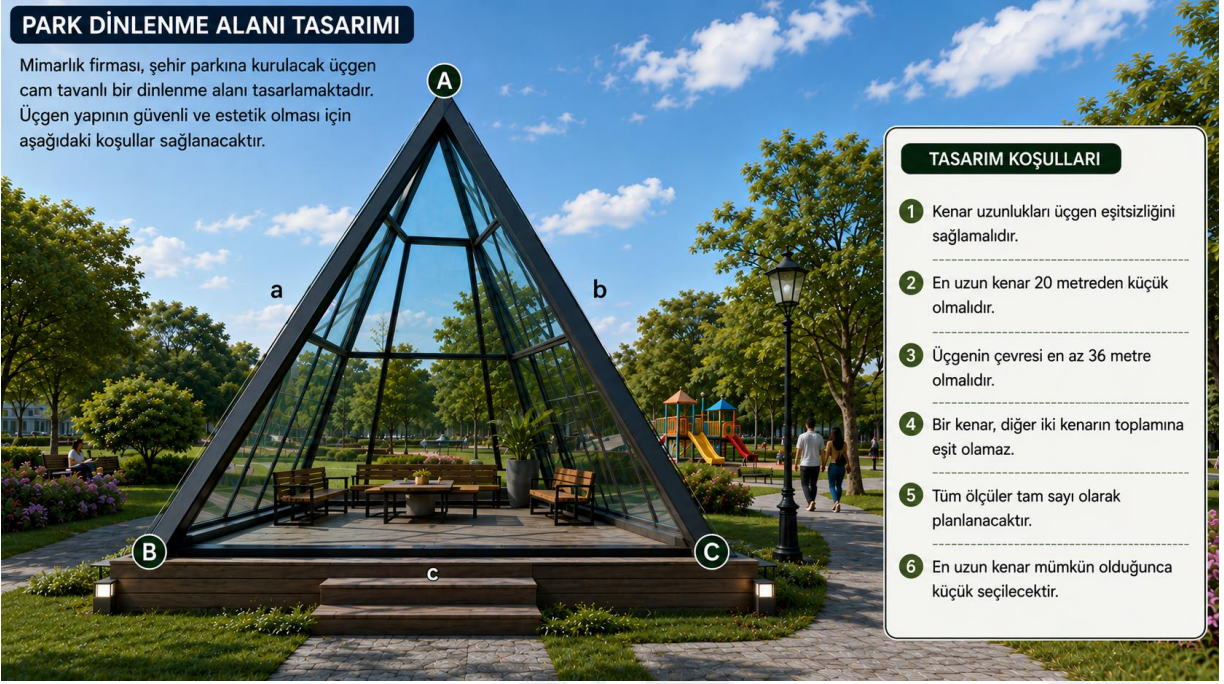 PARK DİNLENME ALANI TASARIMI
Mimarlık firması, şehir parkına kurulacak üçgen
cam tavanlı bir dinlenme alanı tasarlamaktadır.
Üçgen yapının güvenli ve estetik olması için
aşağıdaki koşullar sağlanacaktır.
A
a
b
B
C
c
TASARIM KOŞULLARI
1 Kenar uzunlukları üçgen eşitsizliğini
sağlamalıdır.
2 En uzun kenar 20 metreden küçük
olmalıdır.
3 Üçgenin çevresi en az 36 metre
olmalıdır.
4 Bir kenar, diğer iki kenarın toplamına
eşit olamaz.
5 Tüm ölçüler tam sayı olarak
planlanacaktır.
6 En uzun kenar mümkün olduğunca
küçük seçilecektir.